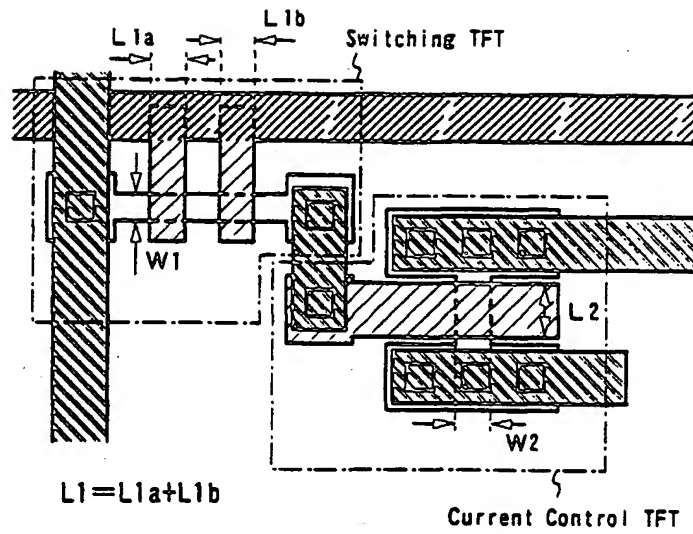 L1b
L1a
Switching TFT
W1
L2
W2
L1=L1a+L1b
Current Control TFT